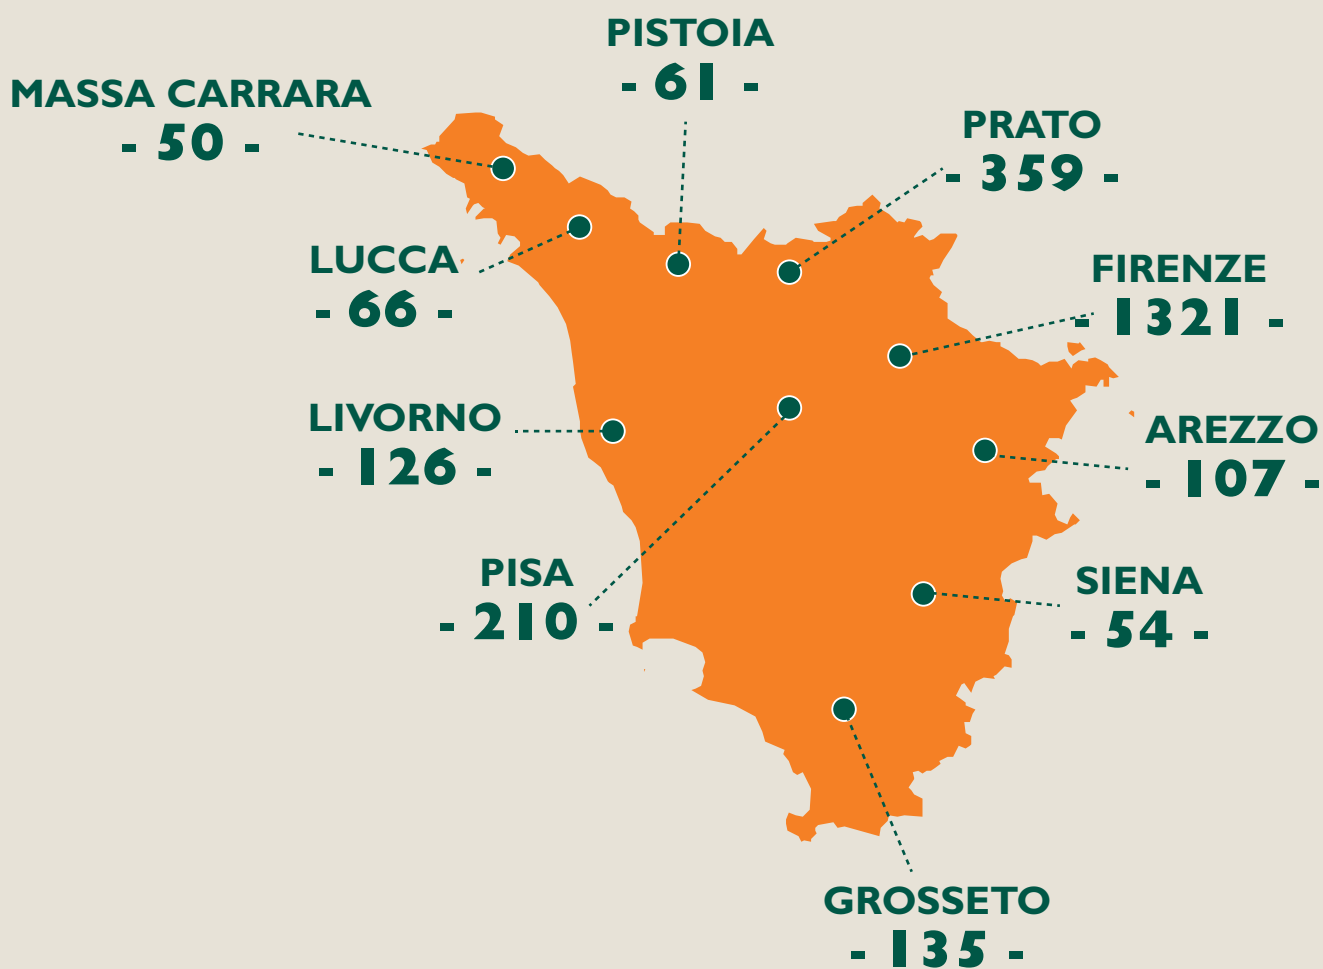 PISTOIA
- 61 -
MASSA CARRARA
- 50 -
PRATO
- 359 -
LUCCA
- 66 -
FIRENZE
- 1321 -
LIVORNO
- 126 -
AREZZO
- 107 -
PISA
- 210 -
SIENA
- 54 -
GROSSETO
- 135 -